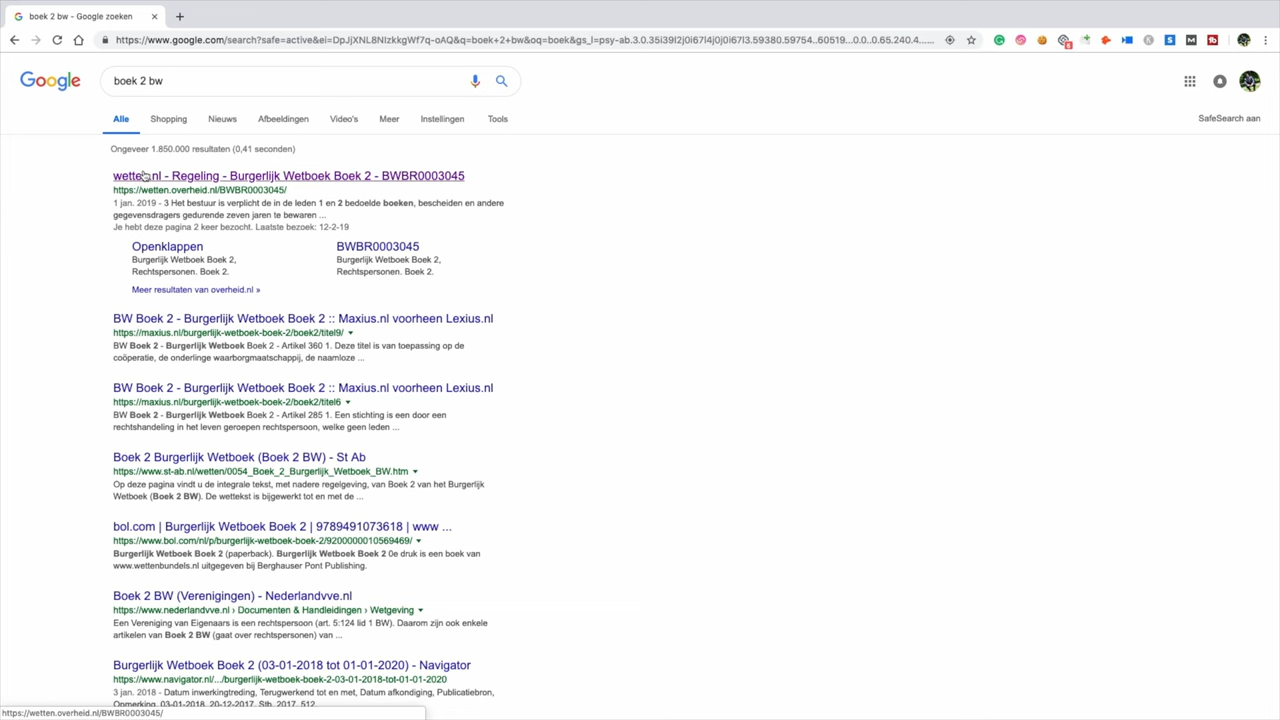 boek 2 bw - Google zoeken
https://www.google.com/search?safe=active&ei=DpJjXNL8NIzkkgWf7q-oAQ&q=boek+2+bw&oq=boek&gs_l=psy-ab.3.0.35i39l2j0i67l4j0j0i67l3.59380.59754..60519...0.0..0.65.240.4......
Google
boek 2 bw
Alle Shopping Nieuws Afbeeldingen Video's Meer Instellingen Tools
SafeSearch aan
Ongeveer 1.850.000 resultaten (0,41 seconden)
wetten.nl - Regeling - Burgerlijk Wetboek Boek 2 - BWBR0003045
https://wetten.overheid.nl/BWBR0003045/
1 jan. 2019 - 3 Het bestuur is verplicht de in de leden 1 en 2 bedoelde boeken, bescheiden en andere
gegevensdragers gedurende zeven jaren te bewaren ...
Je hebt deze pagina 2 keer bezocht. Laatste bezoek: 12-2-19
Openklappen BWBR0003045
Burgerlijk Wetboek Boek 2, Burgerlijk Wetboek Boek 2,
Rechtspersonen. Boek 2. Rechtspersonen. Boek 2.
Meer resultaten van overheid.nl »
BW Boek 2 - Burgerlijk Wetboek Boek 2 :: Maxius.nl voorheen Lexius.nl
https://maxius.nl/burgerlijk-wetboek-boek-2/boek2/titel9/
BW Boek 2 - Burgerlijk Wetboek Boek 2 - Artikel 360 1. Deze titel is van toepassing op de
coöperatie, de onderlinge waarborgmaatschappij, de naamloze ...
BW Boek 2 - Burgerlijk Wetboek Boek 2 :: Maxius.nl voorheen Lexius.nl
https://maxius.nl/burgerlijk-wetboek-boek-2/boek2/titel6
BW Boek 2 - Burgerlijk Wetboek Boek 2 - Artikel 285 1. Een stichting is een door een
rechtshandeling in het leven geroepen rechtspersoon, welke geen leden ...
Boek 2 Burgerlijk Wetboek (Boek 2 BW) - St Ab
https://www.st-ab.nl/wetten/0054_Boek_2_Burgerlijk_Wetboek_BW.htm
Op deze pagina vindt u de integrale tekst, met nadere regelgeving, van Boek 2 van het Burgerlijk
Wetboek (Boek 2 BW). De wettekst is bijgewerkt tot en met de ...
bol.com | Burgerlijk Wetboek Boek 2 | 9789491073618 | www ...
https://www.bol.com/nl/p/burgerlijk-wetboek-boek-2/9200000010569469/
Burgerlijk Wetboek Boek 2 (paperback). Burgerlijk Wetboek Boek 2 0e druk is een boek van
www.wettenbundels.nl uitgegeven bij Berghauser Pont Publishing.
Boek 2 BW (Verenigingen) - Nederlandvve.nl
https://www.nederlandvve.nl › Documenten & Handleidingen › Wetgeving
Een Vereniging van Eigenaars is een rechtspersoon (art. 5:124 lid 1 BW). Daarom zijn ook enkele
artikelen van Boek 2 BW (gaat over rechtspersonen) van ...
Burgerlijk Wetboek Boek 2 (03-01-2018 tot 01-01-2020) - Navigator
https://www.navigator.nl/.../burgerlijk-wetboek-boek-2-03-01-2018-tot-01-01-2020
3 jan. 2018 - Datum inwerkingtreding, Terugwerkend tot en met, Datum afkondiging, Publicatiebron,
Opmerking. 03-01-2018. 20-12-2017, Stb. 2017, 512.
https://wetten.overheid.nl/BWBR0003045/